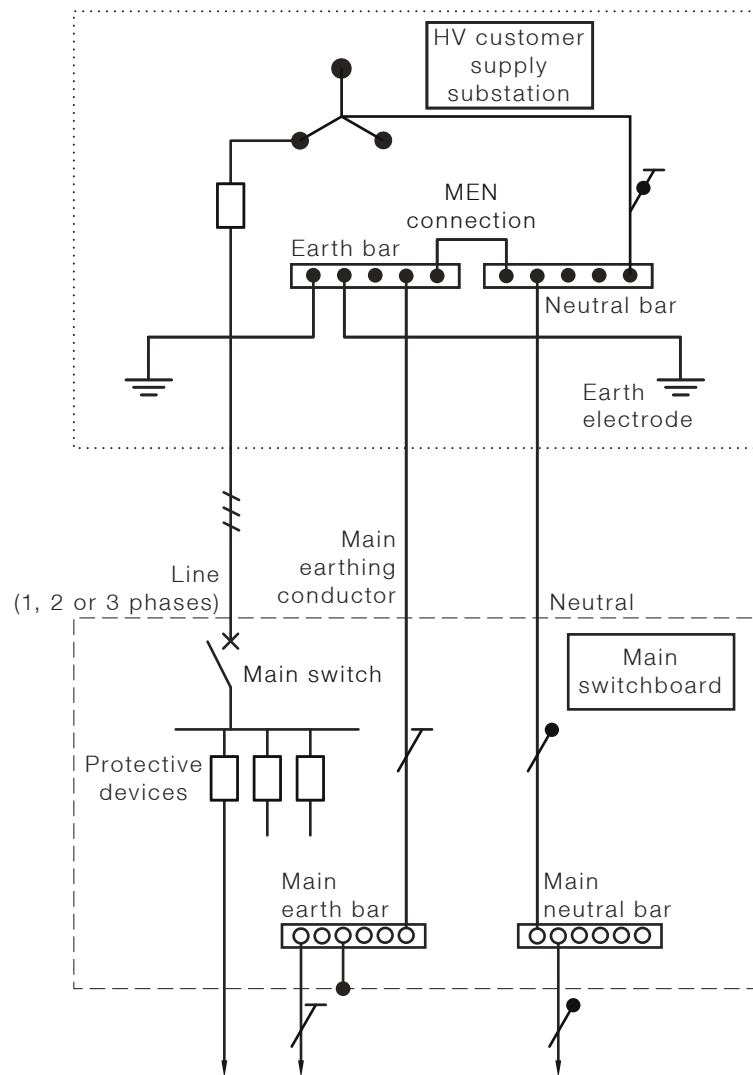 HV customer
supply
substation
MEN
connection
Earth bar
Neutral bar
Earth
electrode
Main
earthing
conductor
Line
(1, 2 or 3 phases)
Neutral
Main switch
Main
switchboard
Protective
devices
Main
earth bar
Main
neutral bar